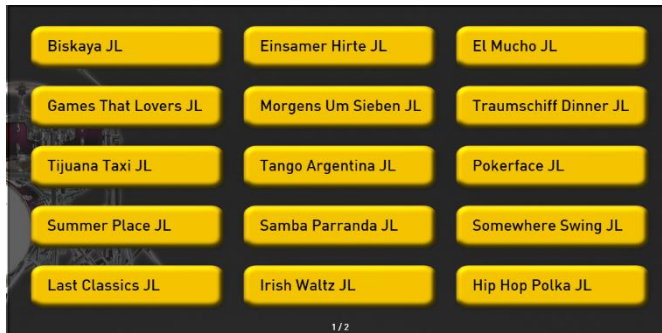 Biskaya JL
Einsamer Hirte JL
El Mucho JL
Games That Lovers JL
Morgens Um Sieben JL
Traumschiff Dinner JL
Tijuana Taxi JL
Tango Argentina JL
Pokerface JL
Summer Place JL
Samba Parranda JL
Somewhere Swing JL
Last Classics JL
Irish Waltz JL
Hip Hop Polka JL
1/2